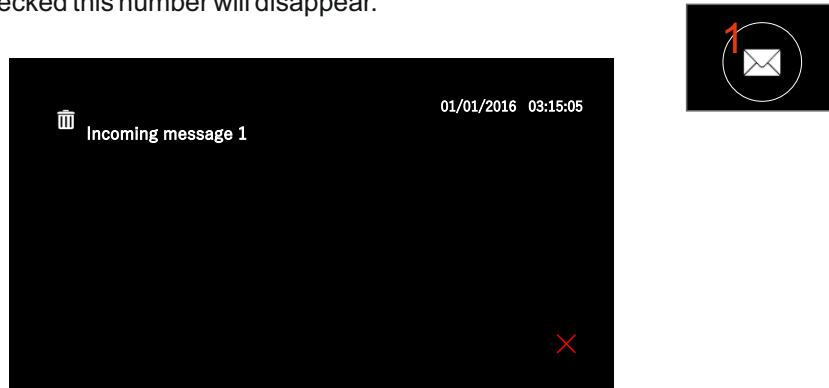 ecked this number will disappear.
1
01/01/2016 03:15:05
Incoming message 1